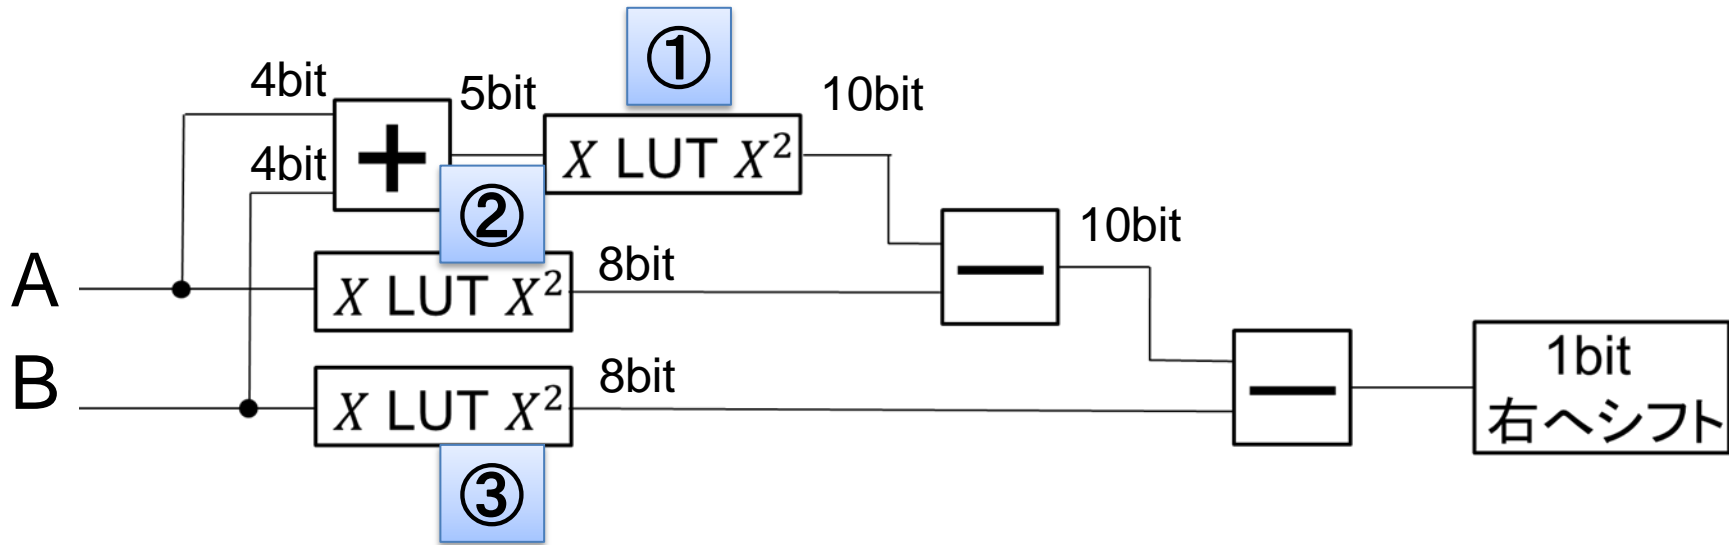 ①
4bit
5bit
10bit
+
X LUT X²
4bit
②
10bit
—
8bit
A
X LUT X²
1bit
右へシフト
—
8bit
B
X LUT X²
③